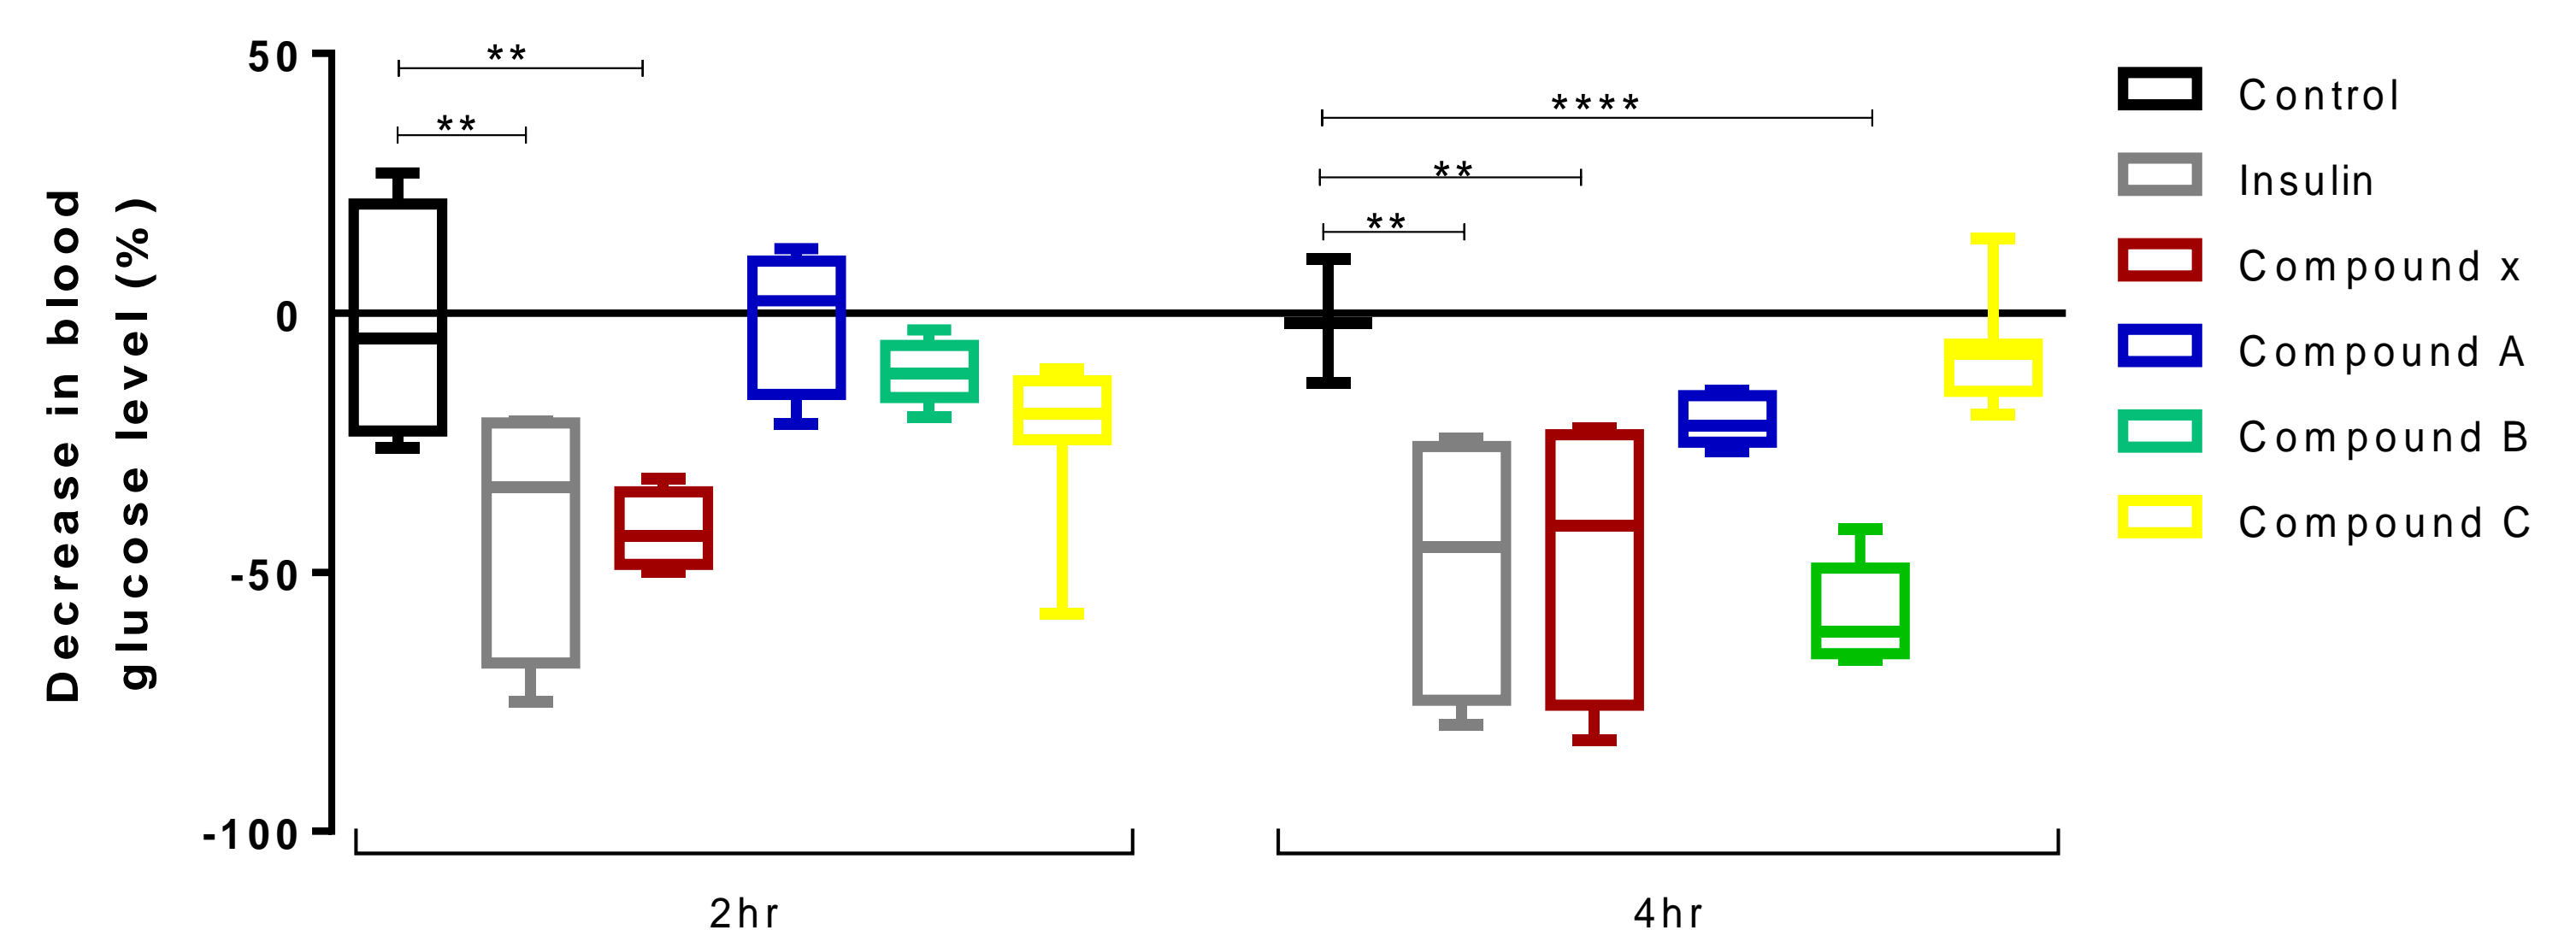 Decrease in blood
glucose level (%)
50
0
-50
-100
**
**
****
**
**
2hr
4hr
Control
Insulin
Compound x
Compound A
Compound B
Compound C